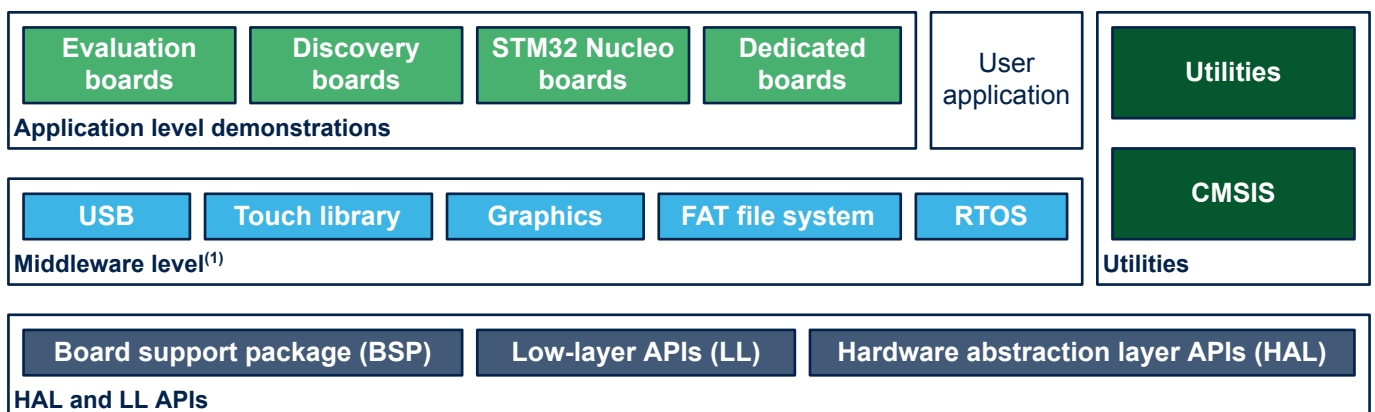 Evaluation
boards
Discovery
boards
STM32 Nucleo
boards
Dedicated
boards
Application level demonstrations
User
application
Utilities
CMSIS
Utilities
USB
Touch library
Graphics
FAT file system
RTOS
Middleware level(1)
Board support package (BSP)
Low-layer APIs (LL)
Hardware abstraction layer APIs (HAL)
HAL and LL APIs